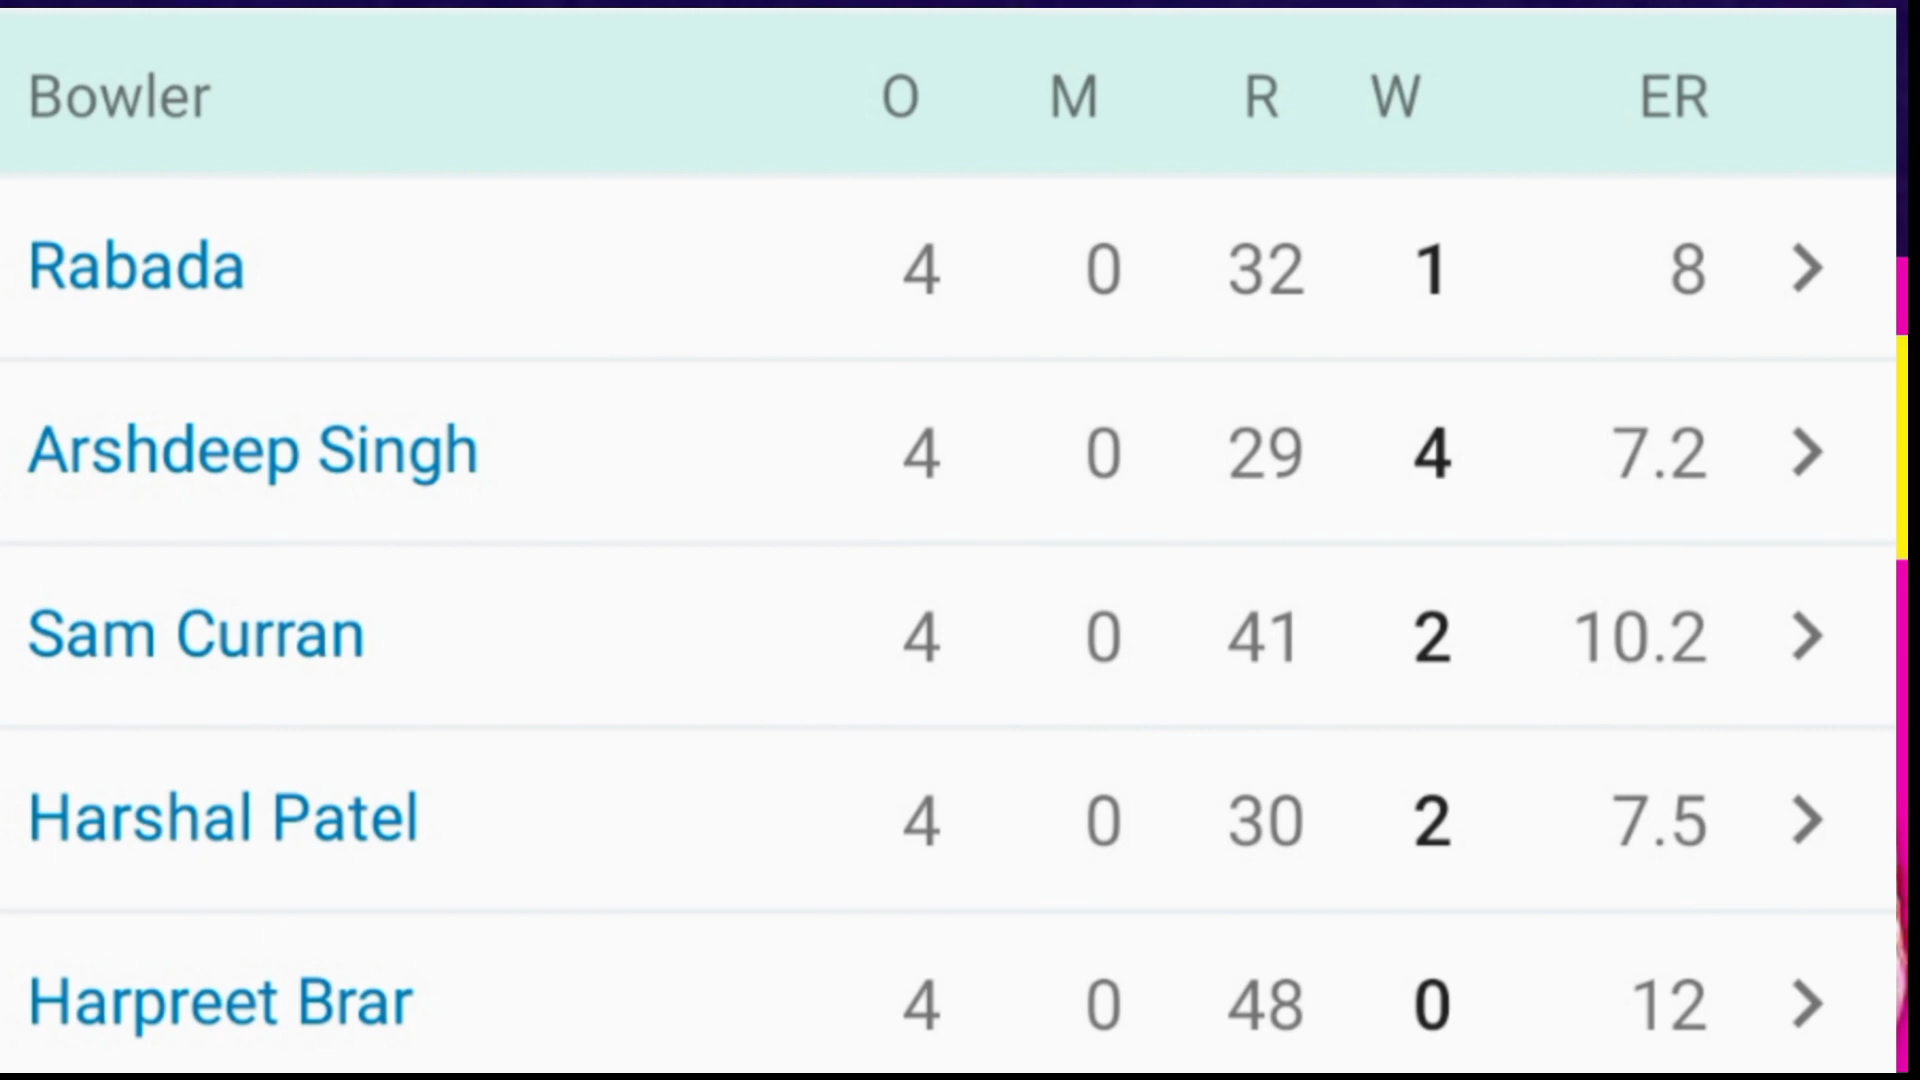 Bowler O M R W ER
Rabada 4 0 32 1 8
Arshdeep Singh 4 0 29 4 7.2
Sam Curran 4 0 41 2 10.2
Harshal Patel 4 0 30 2 7.5
Harpreet Brar 4 0 48 0 12